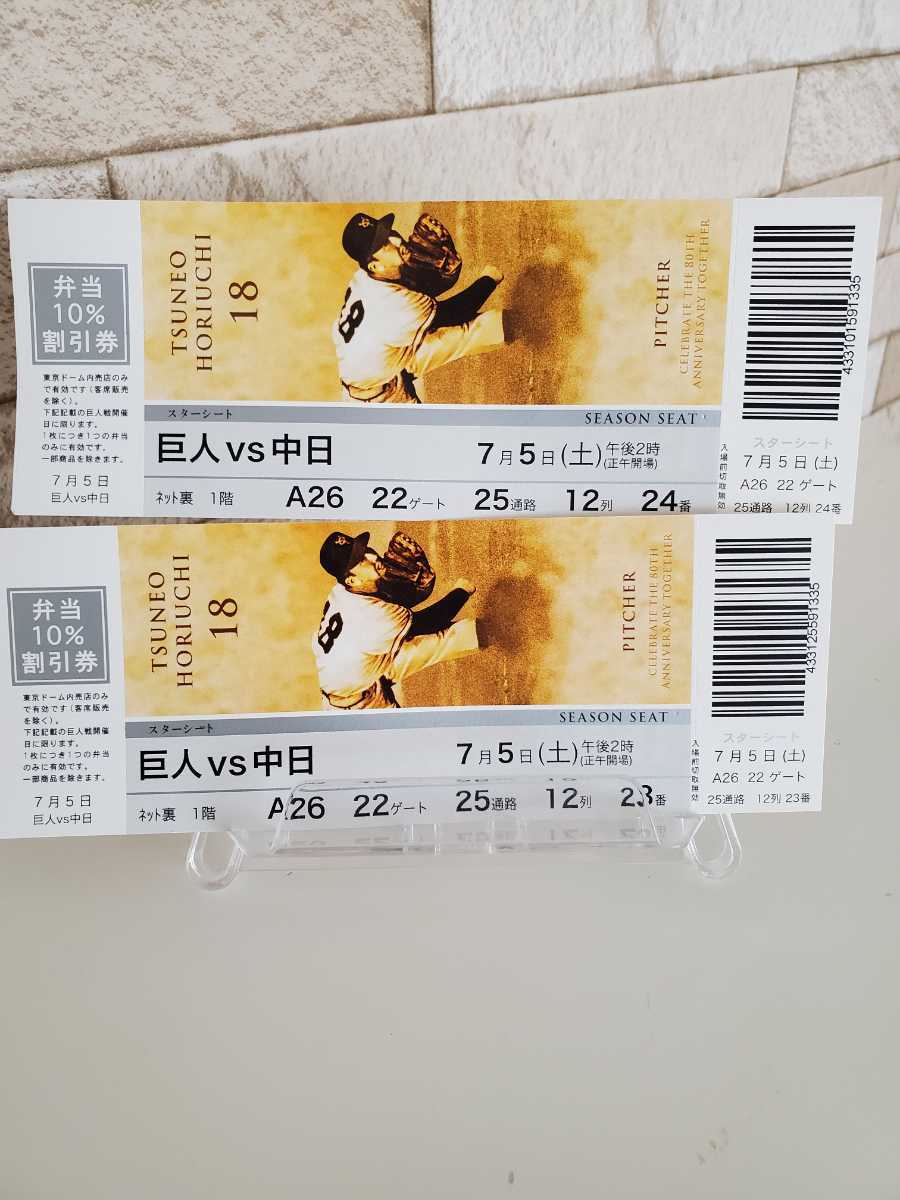 弁当
10%
割引券
東京ドーム内売店のみ
で有効です（客席販売
を除く）。
下記記載の巨人戦開催
日に限ります。
1枚につき1つの弁当
のみに有効です。
一部商品を除きます。
7月5日
巨人vs中日
TSUNEO
HORIUCHI
18
PITCHER
CELEBRATE THE 80TH
ANNIVERSARY TOGETHER
スターシート
SEASON SEAT
巨人 vs 中日
7月5日(土)午後2時
(正午開場)
ネット裏 1階 A26 22ゲート 25通路 12列 24番
入場前切取無効
4331101591335
スターシート
7月5日(土)
A26 22ゲート
25通路 12列 24番
弁当
10%
割引券
東京ドーム内売店のみ
で有効です（客席販売
を除く）。
下記記載の巨人戦開催
日に限ります。
1枚につき1つの弁当
のみに有効です。
一部商品を除きます。
7月5日
巨人vs中日
TSUNEO
HORIUCHI
18
18
PITCHER
CELEBRATE THE 80TH
ANNIVERSARY TOGETHER
スターシート
SEASON SEAT
巨人 vs 中日
7月5日(土)午後2時
(正午開場)
ネット裏 1階 A26 22ゲート 25通路 12列 23番
入場前切取無効
4331255591335
スターシート
7月5日(土)
A26 22ゲート
25通路 12列 23番